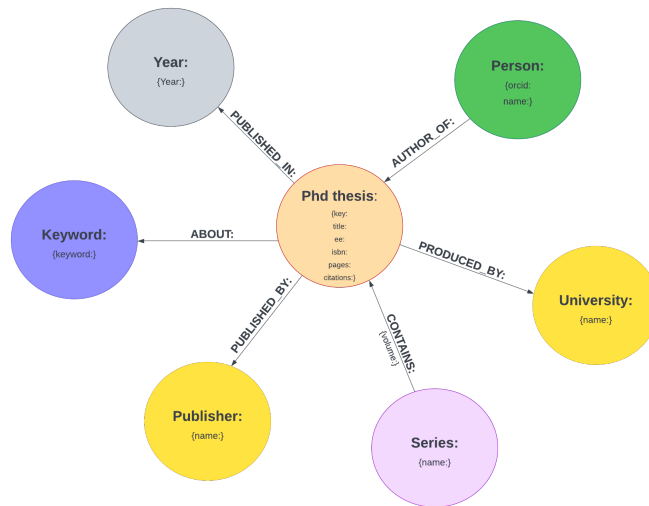 Year:
{Year:}
Person:
{orcid:
name:}
PUBLISHED_IN:
AUTHOR_OF:
Phd thesis:
{key:
title:
ee:
isbn:
pages:
citations:}
Keyword:
{keyword:}
ABOUT:
PRODUCED_BY:
University:
{name:}
PUBLISHED_BY:
CONTAINS:
{volume:}
Publisher:
{name:}
Series:
{name:}